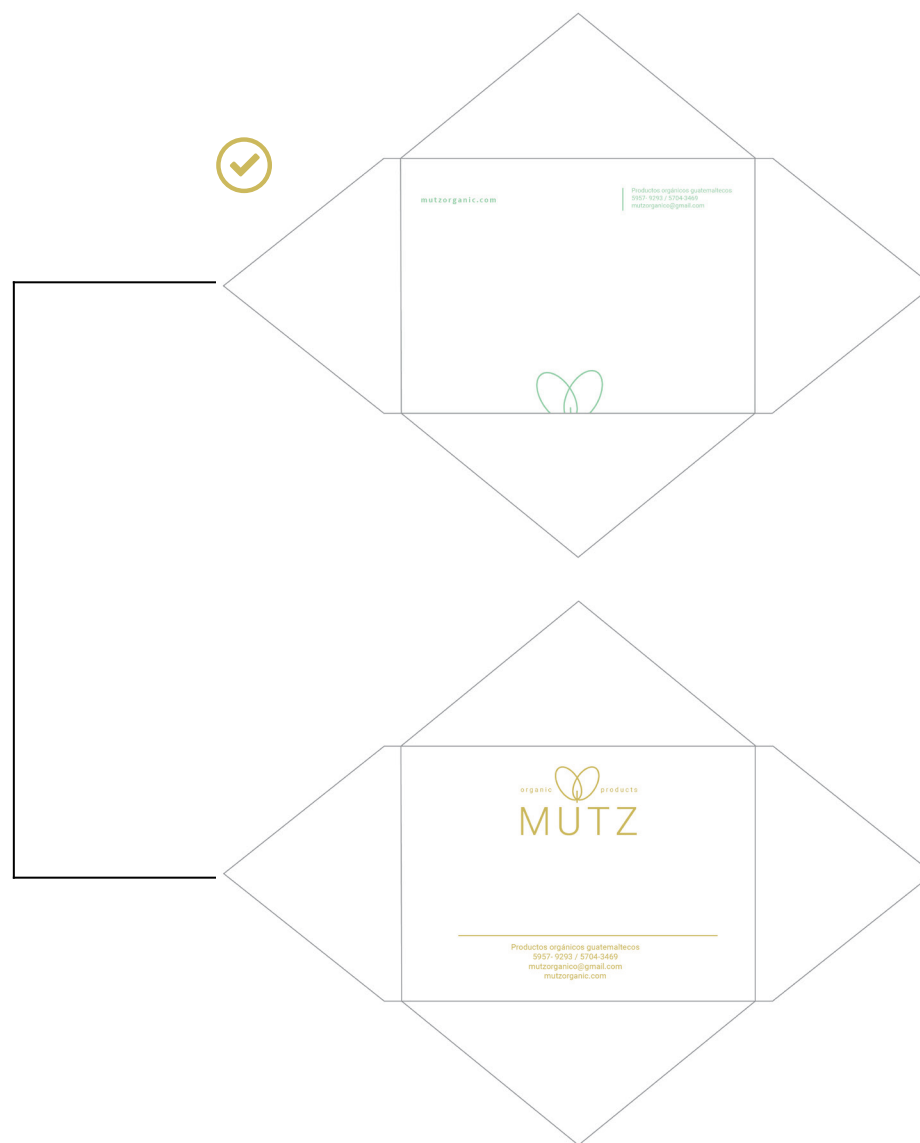 mutzorganic.com
Productos orgánicos guatemaltecos
5957- 9293 / 5704-3469
mutzorganico@gmail.com
organic products
MUTZ
Productos orgánicos guatemaltecos
5957- 9293 / 5704-3469
mutzorganico@gmail.com
mutzorganic.com